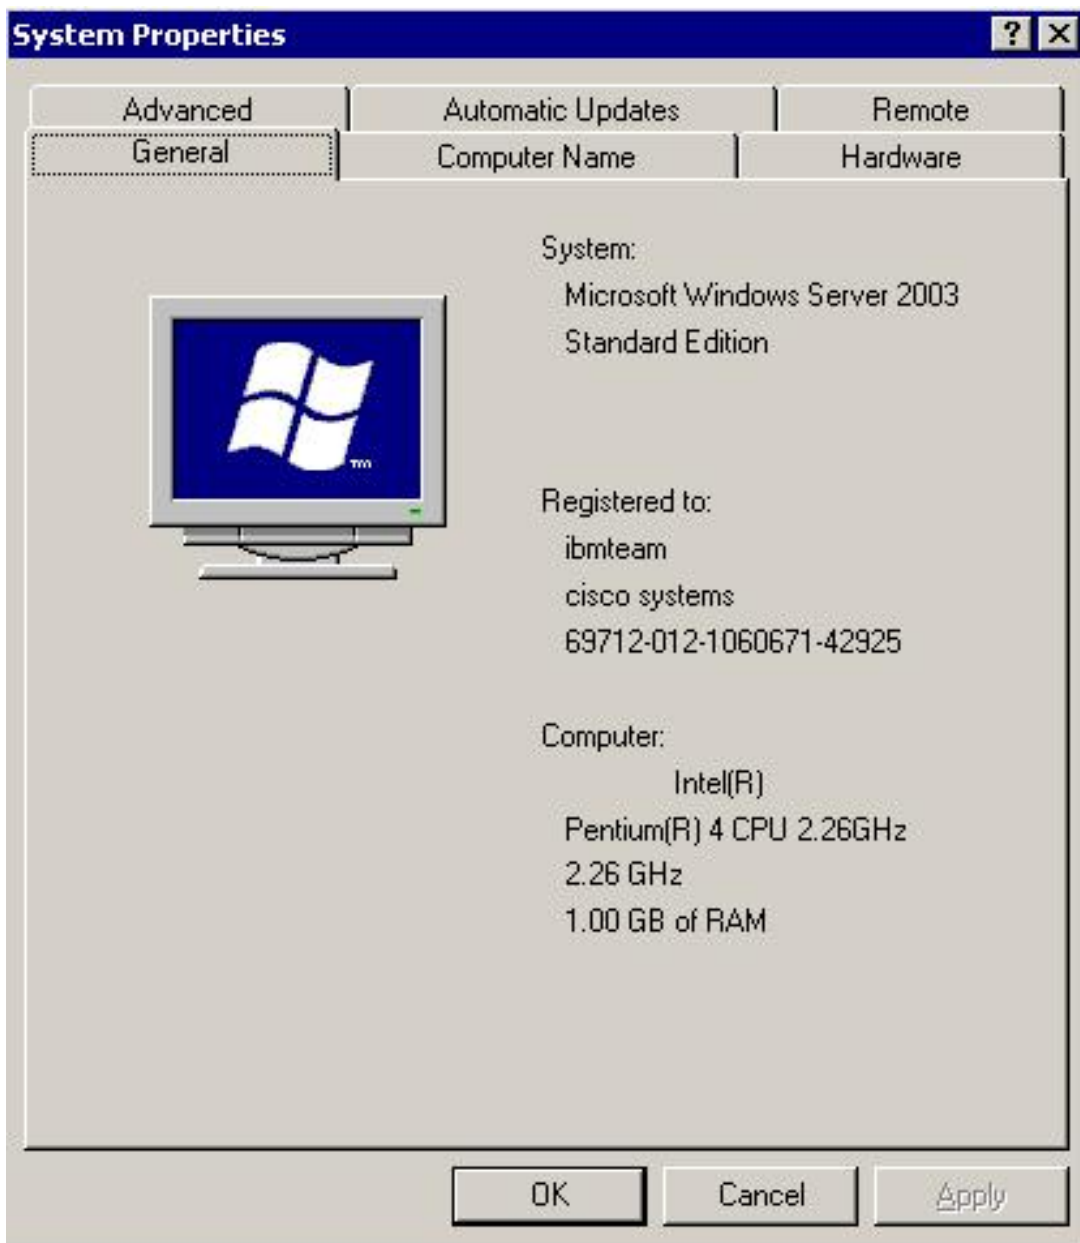 System Properties
Advanced
Automatic Updates
Remote
General
Computer Name
Hardware
System:
Microsoft Windows Server 2003
Standard Edition
TM
Registered to:
ibmteam
cisco systems
69712-012-1060671-42925
Computer:
Intel(R)
Pentium(R) 4 CPU 2.26GHz
2.26 GHz
1.00 GB of RAM
OK
Cancel
Apply